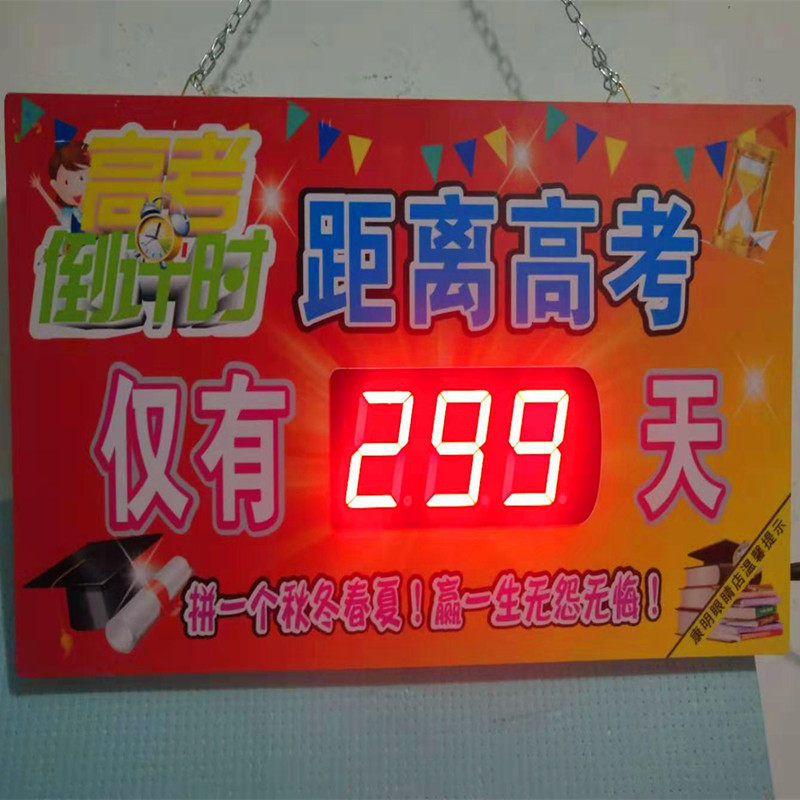 高考
倒计时
距离高考
仅有 299 天
拼一个秋冬春夏！赢一生无怨无悔！
康明眼睛店温馨提示